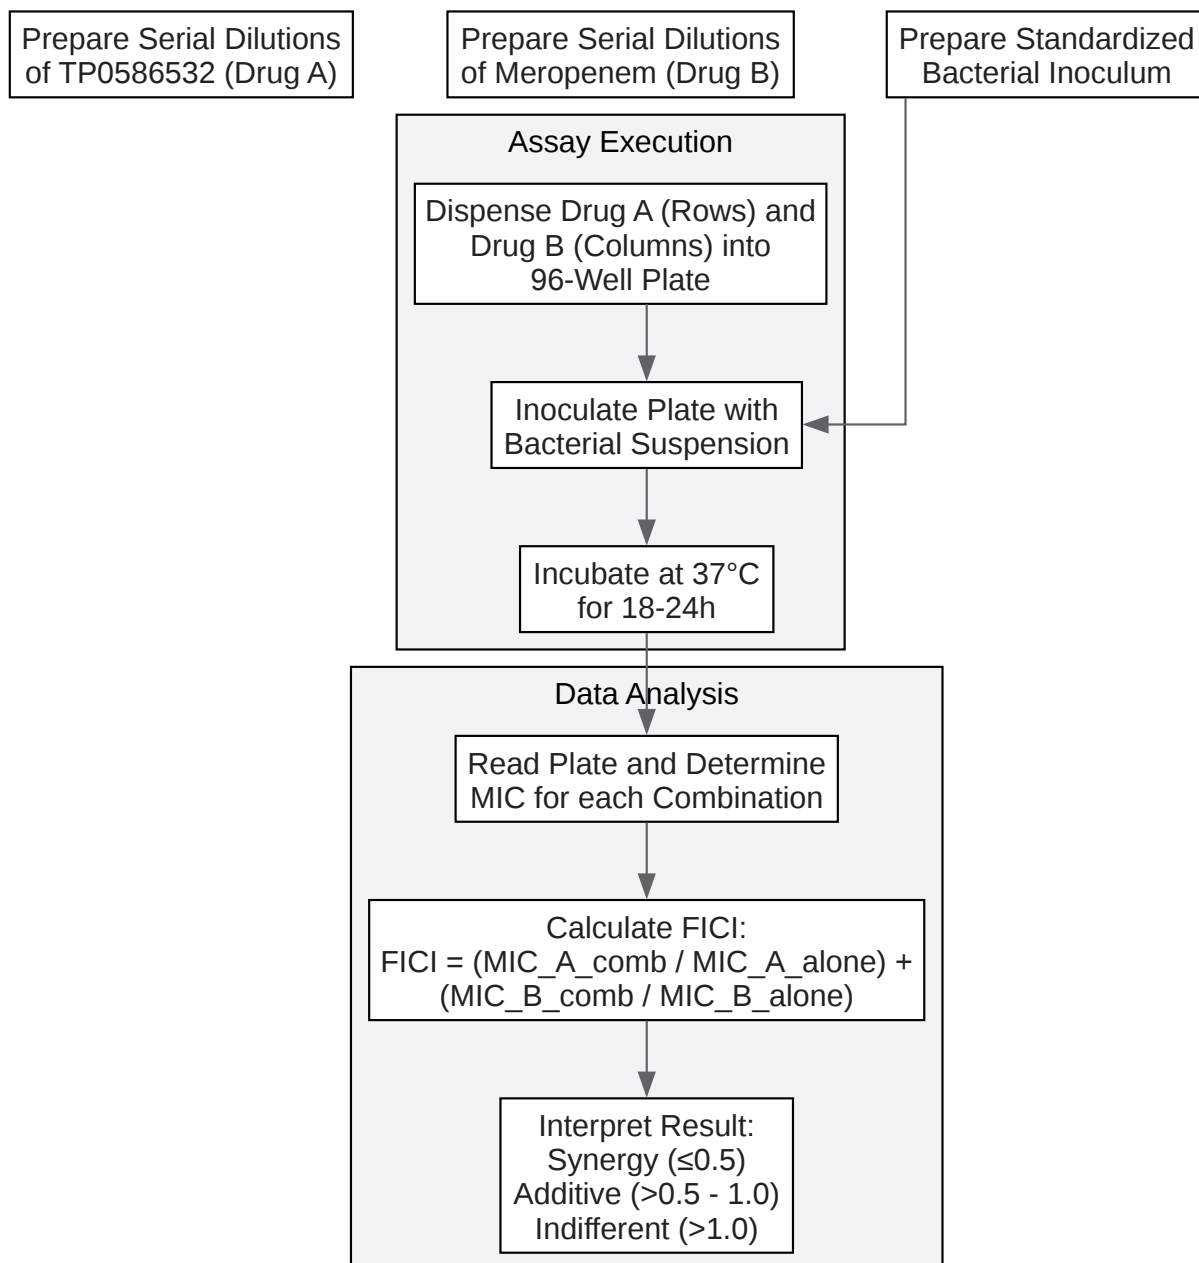 Prepare Serial Dilutions
of TP0586532 (Drug A)
Prepare Serial Dilutions
of Meropenem (Drug B)
Prepare Standardized
Bacterial Inoculum
Assay Execution
Dispense Drug A (Rows) and
Drug B (Columns) into
96-Well Plate
Inoculate Plate with
Bacterial Suspension
Incubate at 37°C
for 18-24h
Data Analysis
Read Plate and Determine
MIC for each Combination
Calculate FICI:
FICI = (MIC_A_comb / MIC_A_alone) +
(MIC_B_comb / MIC_B_alone)
Interpret Result:
Synergy (≤0.5)
Additive (>0.5 - 1.0)
Indifferent (>1.0)